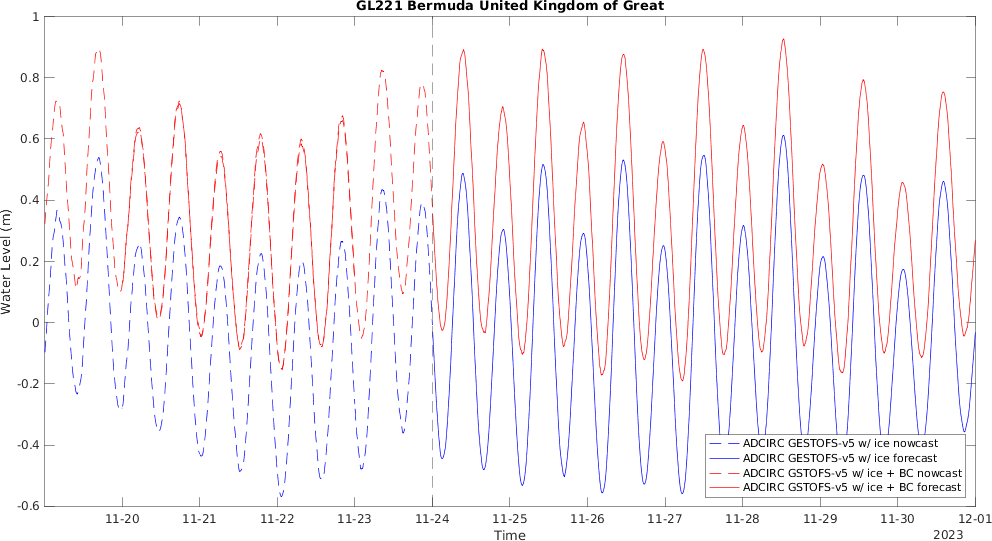 GL221 Bermuda United Kingdom of Great
1
0.8
0.6
0.4
0.2
0
-0.2
-0.4
-0.6
Water Level (m)
11-20 11-21 11-22 11-23 11-24 11-25 11-26 11-27 11-28 11-29 11-30 12-01
Time
2023
ADCIRC GESTOFS-v5 w/ ice nowcast
ADCIRC GESTOFS-v5 w/ ice forecast
ADCIRC GSTOFS-v5 w/ ice + BC nowcast
ADCIRC GSTOFS-v5 w/ ice + BC forecast